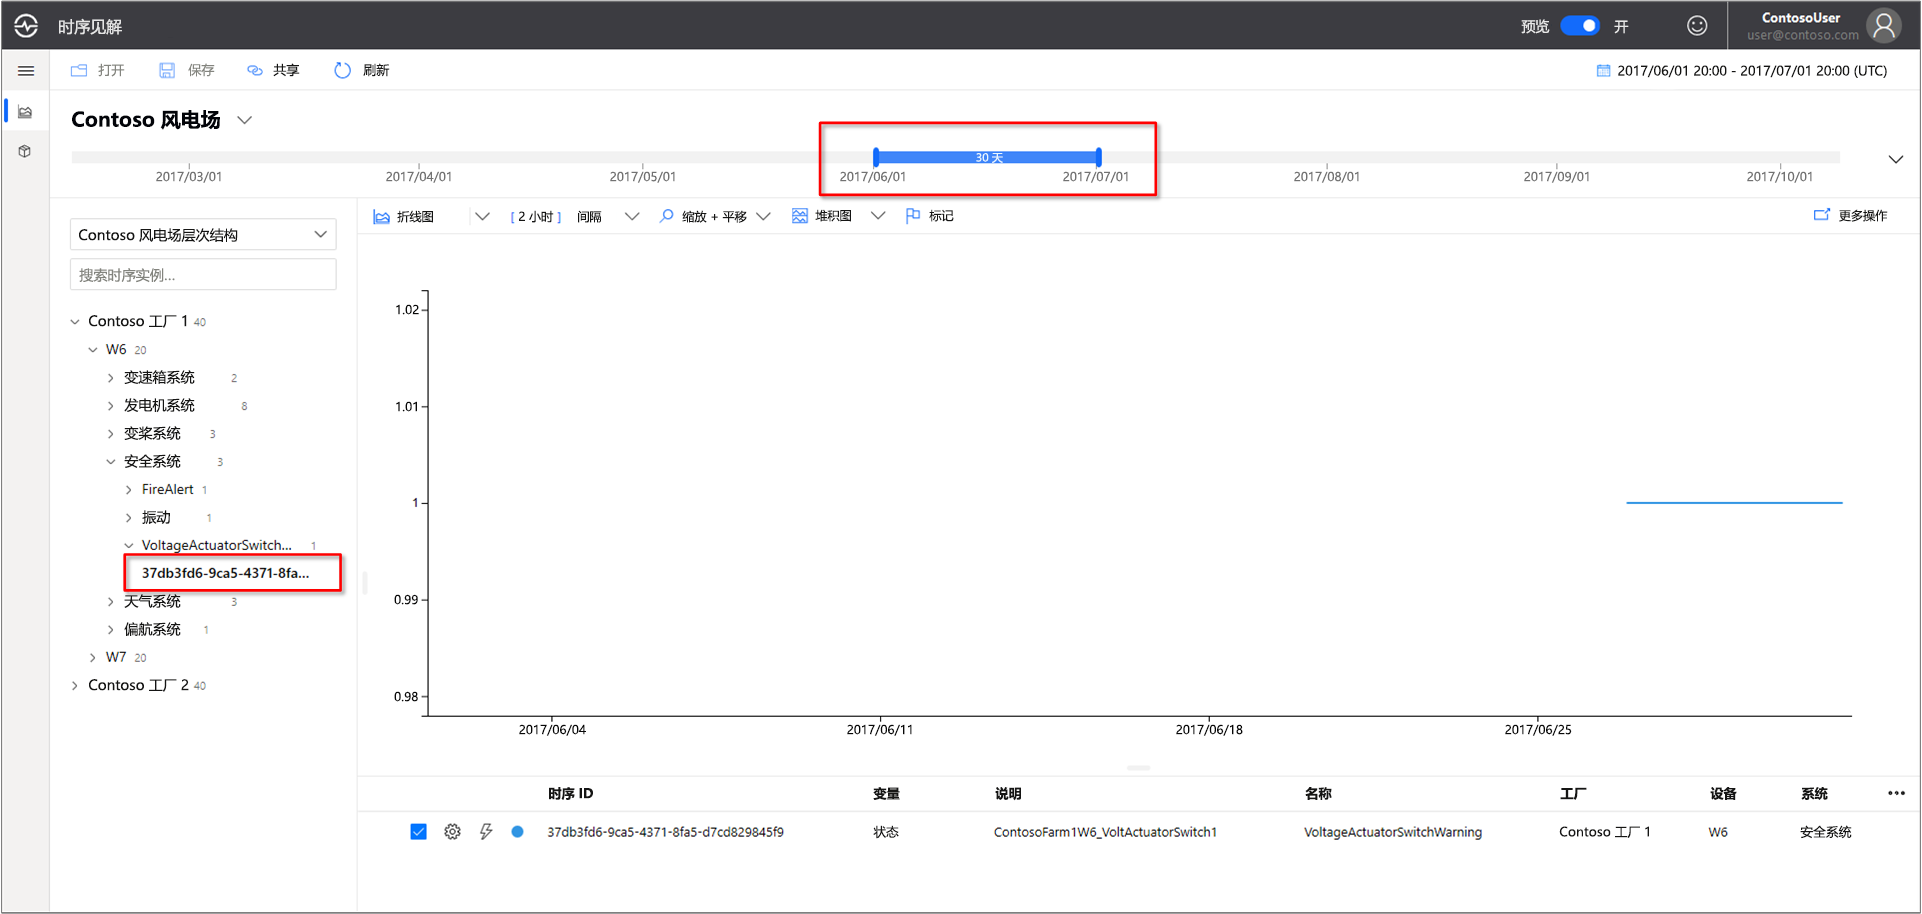 时序见解
预览 开
ContosoUser
user@contoso.com
打开 保存 共享 刷新
2017/06/01 20:00 - 2017/07/01 20:00 (UTC)
Contoso 风电场
30 天
2017/03/01 2017/04/01 2017/05/01 2017/06/01 2017/07/01 2017/08/01 2017/09/01 2017/10/01
折线图 [ 2 小时 ] 间隔 缩放 + 平移 堆积图 标记 更多操作
Contoso 风电场层次结构
搜索时序实例...
Contoso 工厂 1 40
W6 20
变速箱系统 2
发电机系统 8
变桨系统 3
安全系统 3
FireAlert 1
振动 1
VoltageActuatorSwitch... 1
37db3fd6-9ca5-4371-8fa...
天气系统 3
偏航系统 1
W7 20
Contoso 工厂 2 40
1.02
1.01
1
0.99
0.98
2017/06/04 2017/06/11 2017/06/18 2017/06/25
时序 ID 变量 说明 名称 工厂 设备 系统
37db3fd6-9ca5-4371-8fa5-d7cd829845f9 状态 ContosoFarm1W6_VoltActuatorSwitch1 VoltageActuatorSwitchWarning Contoso 工厂 1 W6 安全系统